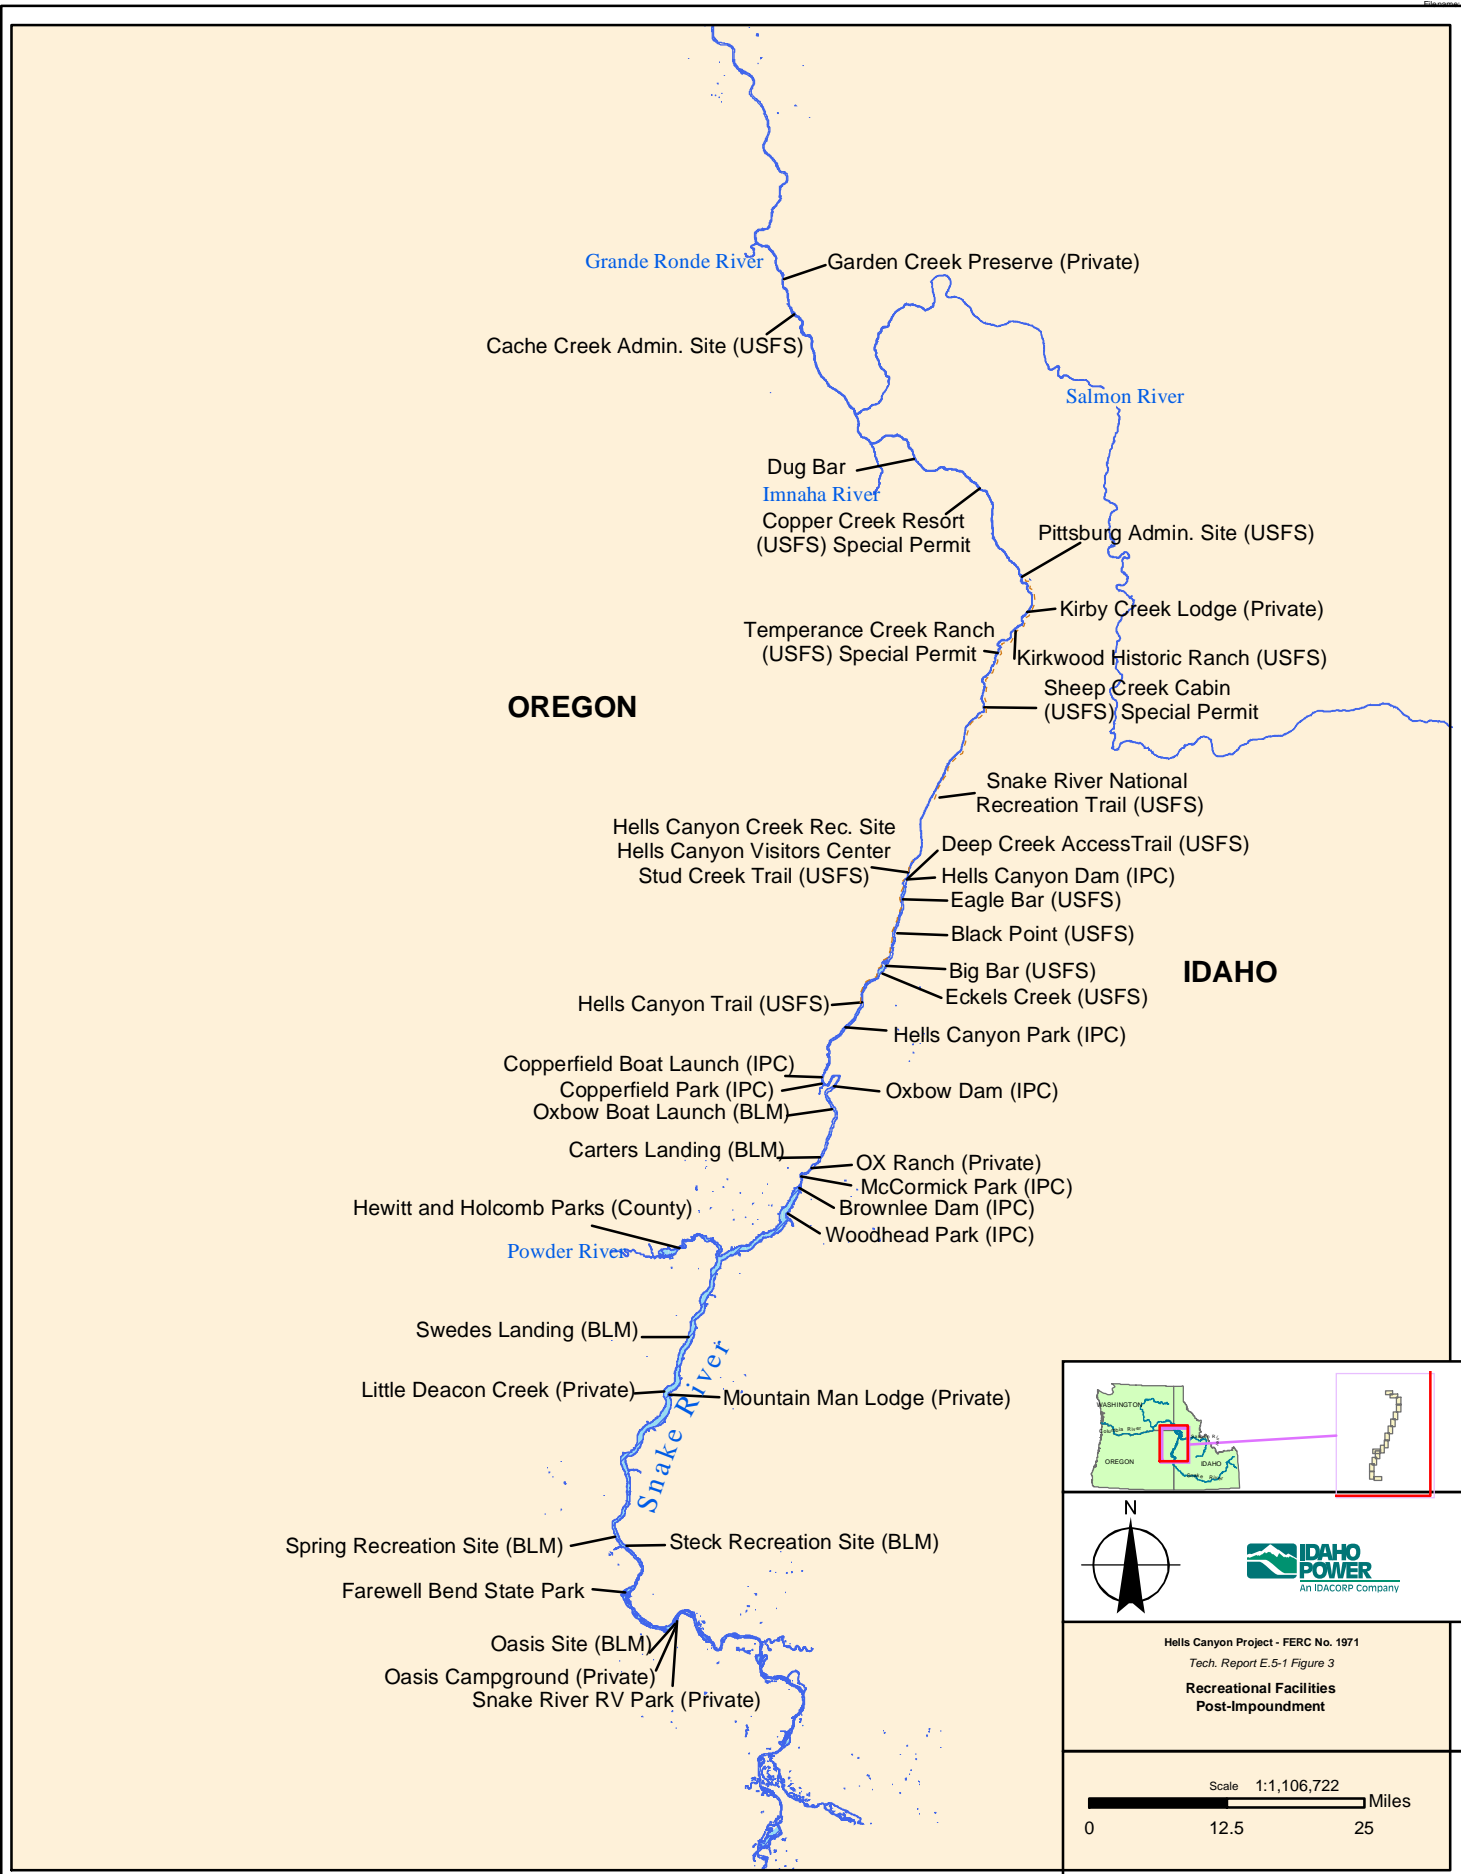 Filename:
Grande Ronde River
Garden Creek Preserve (Private)
Cache Creek Admin. Site (USFS)
Salmon River
Dug Bar
Imnaha River
Copper Creek Resort
(USFS) Special Permit
Pittsburg Admin. Site (USFS)
Kirby Creek Lodge (Private)
Temperance Creek Ranch
(USFS) Special Permit
Kirkwood Historic Ranch (USFS)
Sheep Creek Cabin
(USFS) Special Permit
OREGON
Snake River National
Recreation Trail (USFS)
Hells Canyon Creek Rec. Site
Hells Canyon Visitors Center
Stud Creek Trail (USFS)
Deep Creek AccessTrail (USFS)
Hells Canyon Dam (IPC)
Eagle Bar (USFS)
Black Point (USFS)
IDAHO
Big Bar (USFS)
Eckels Creek (USFS)
Hells Canyon Trail (USFS)
Hells Canyon Park (IPC)
Copperfield Boat Launch (IPC)
Copperfield Park (IPC)
Oxbow Dam (IPC)
Oxbow Boat Launch (BLM)
Carters Landing (BLM)
OX Ranch (Private)
McCormick Park (IPC)
Hewitt and Holcomb Parks (County)
Brownlee Dam (IPC)
Woodhead Park (IPC)
Powder River
Swedes Landing (BLM)
Little Deacon Creek (Private)
Mountain Man Lodge (Private)
Snake River
Spring Recreation Site (BLM)
Steck Recreation Site (BLM)
Farewell Bend State Park
Oasis Site (BLM)
Oasis Campground (Private)
Snake River RV Park (Private)
WASHINGTON
Columbia River
OREGON
IDAHO
Snake River
N
IDAHO
POWER
An IDACORP Company
Hells Canyon Project - FERC No. 1971
Tech. Report E.5-1 Figure 3
Recreational Facilities
Post-Impoundment
Scale 1:1,106,722
Miles
0 12.5 25